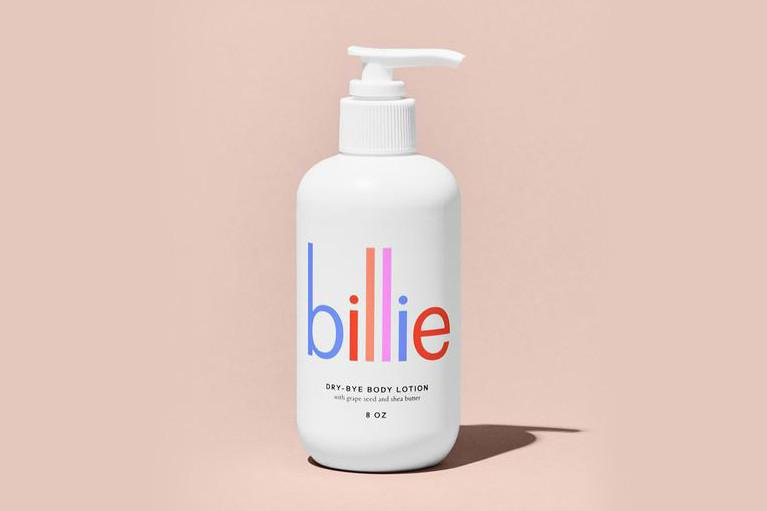 billie
DRY-BYE BODY LOTION
with grape seed and shea butter
8 OZ